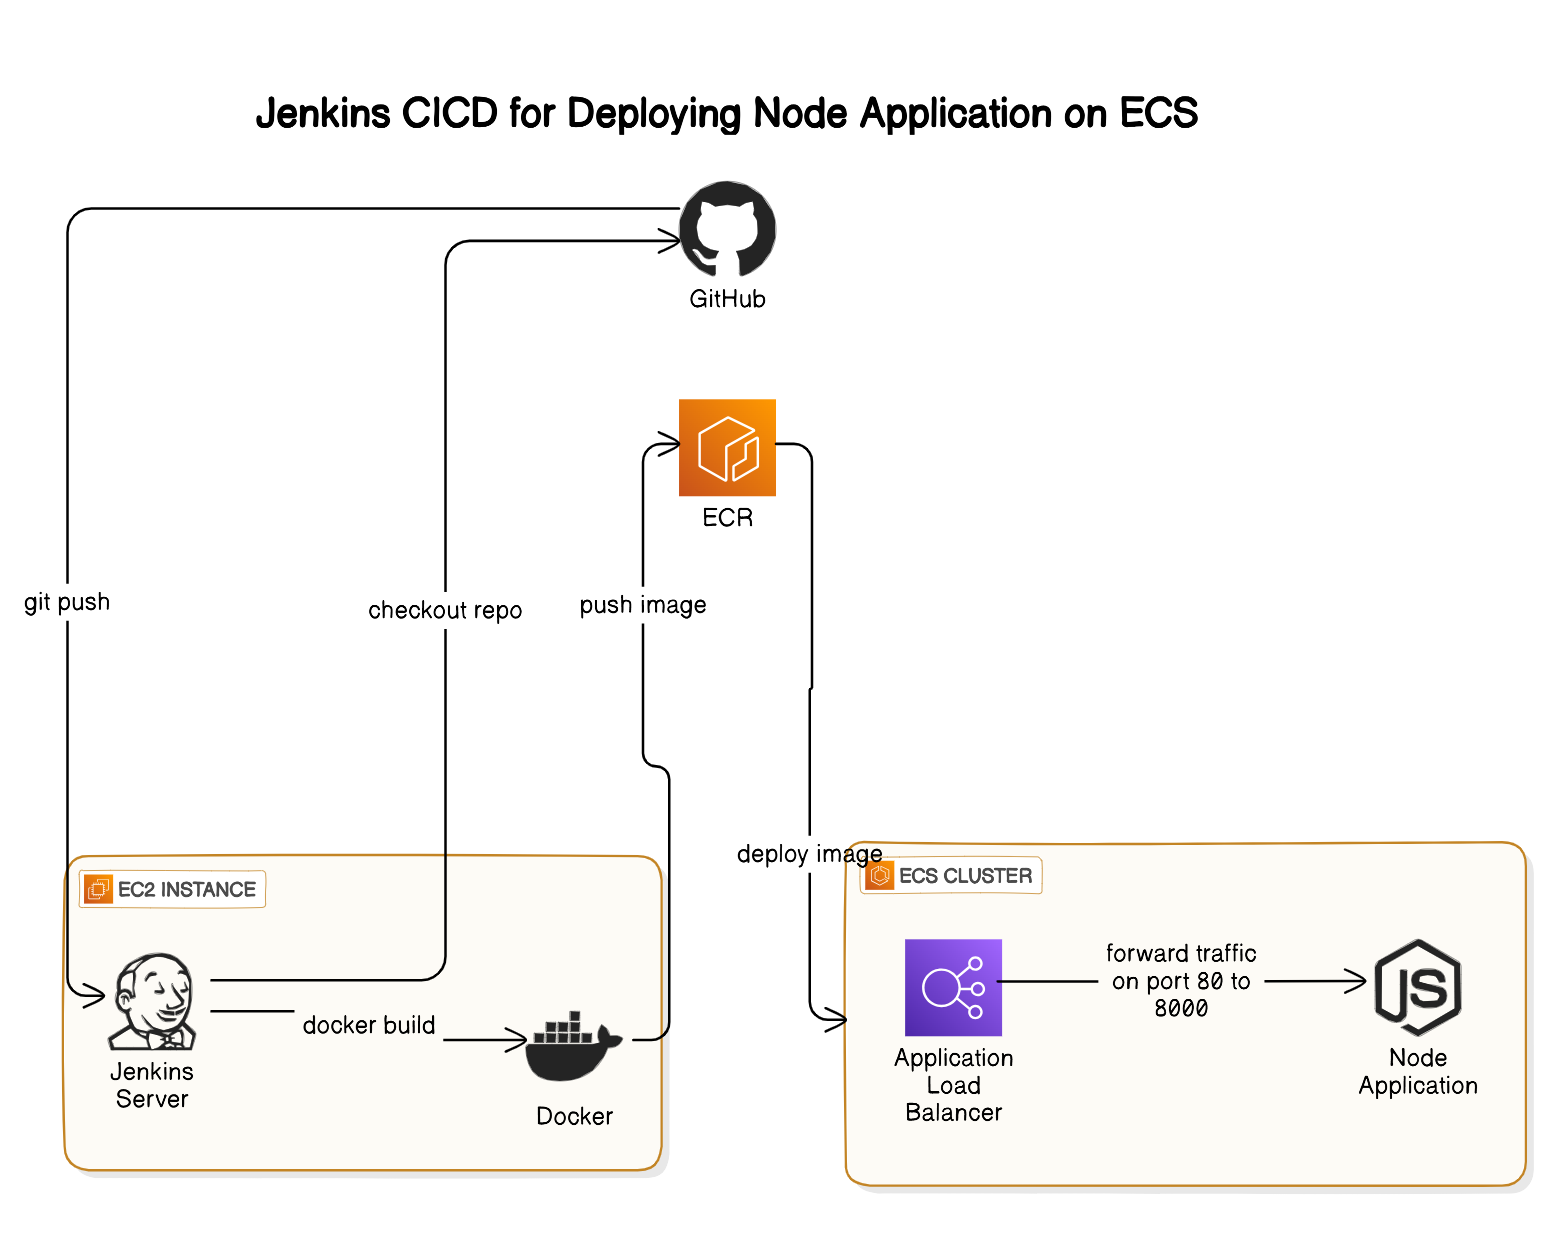 Jenkins CICD for Deploying Node Application on ECS
GitHub
ECR
git push
checkout repo
push image
deploy image
EC2 INSTANCE
ECS CLUSTER
Jenkins
Server
docker build
Docker
Application
Load
Balancer
forward traffic
on port 80 to
8000
JS
Node
Application